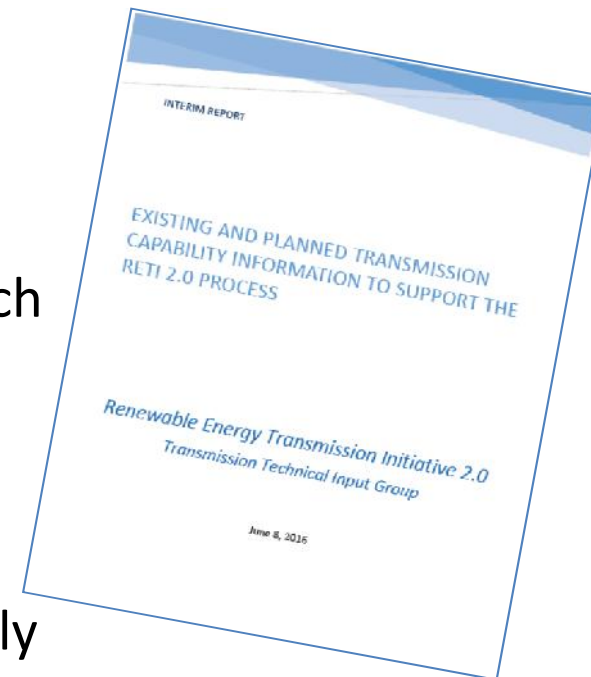 INTERIM REPORT
EXISTING AND PLANNED TRANSMISSION
CAPABILITY INFORMATION TO SUPPORT THE
RETI 2.0 PROCESS
ch
Renewable Energy Transmission Initiative 2.0
Transmission Technical Input Group
June 8, 2016
ly